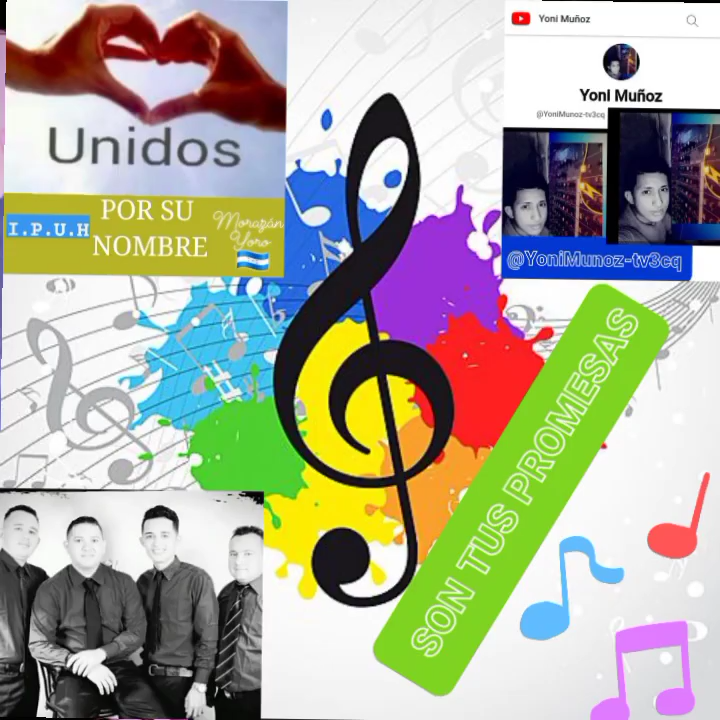 Unidos
I.P.U.H
POR SU
NOMBRE
Morazán
Yoro
Yoni Muñoz
Yoni Muñoz
@YoniMunoz-tv3cq
@YoniMunoz-tv3cq
SON TUS PROMESAS